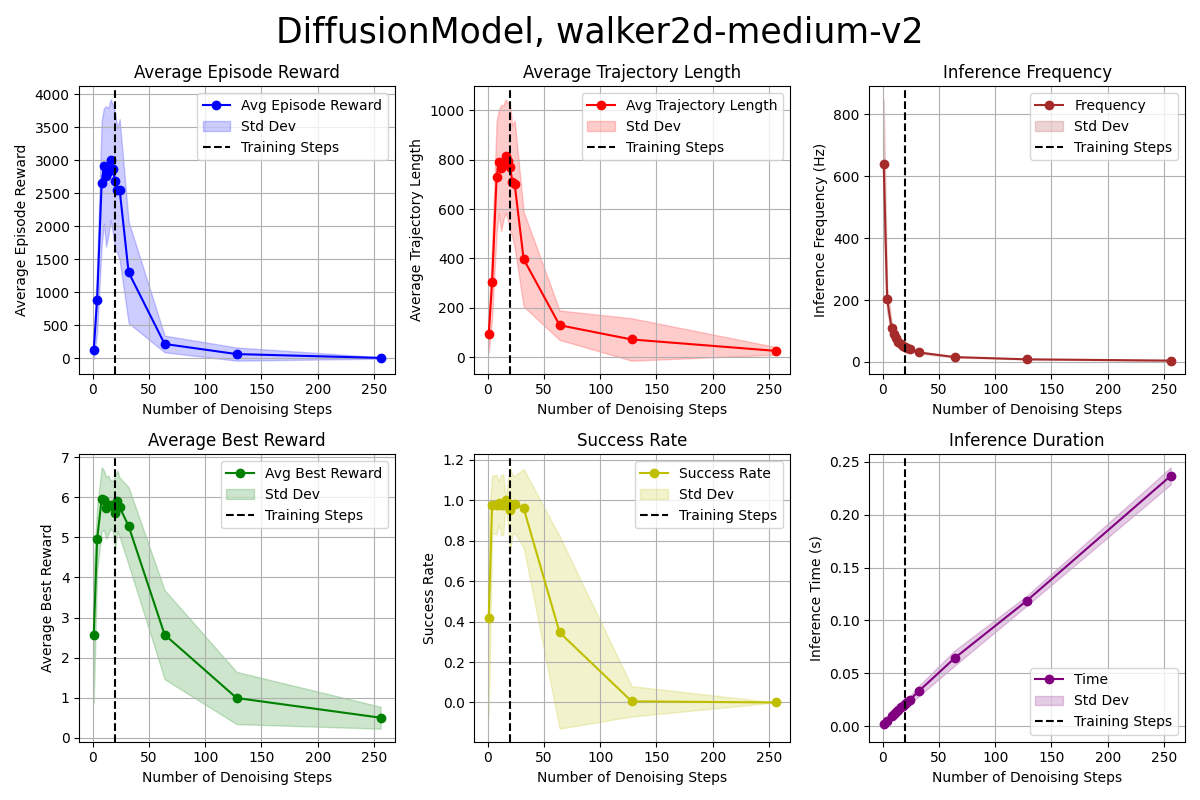 DiffusionModel, walker2d-medium-v2
Average Episode Reward
Average Episode Reward
4000
3500
3000
2500
2000
1500
1000
500
0
Avg Episode Reward
Std Dev
Training Steps
0 50 100 150 200 250
Number of Denoising Steps
Average Trajectory Length
Average Trajectory Length
1000
800
600
400
200
0
Avg Trajectory Length
Std Dev
Training Steps
0 50 100 150 200 250
Number of Denoising Steps
Inference Frequency
Inference Frequency (Hz)
800
600
400
200
0
Frequency
Std Dev
Training Steps
0 50 100 150 200 250
Number of Denoising Steps
Average Best Reward
Average Best Reward
7
6
5
4
3
2
1
0
Avg Best Reward
Std Dev
Training Steps
0 50 100 150 200 250
Number of Denoising Steps
Success Rate
Success Rate
1.2
1.0
0.8
0.6
0.4
0.2
0.0
Success Rate
Std Dev
Training Steps
0 50 100 150 200 250
Number of Denoising Steps
Inference Duration
Inference Time (s)
0.25
0.20
0.15
0.10
0.05
0.00
Time
Std Dev
Training Steps
0 50 100 150 200 250
Number of Denoising Steps